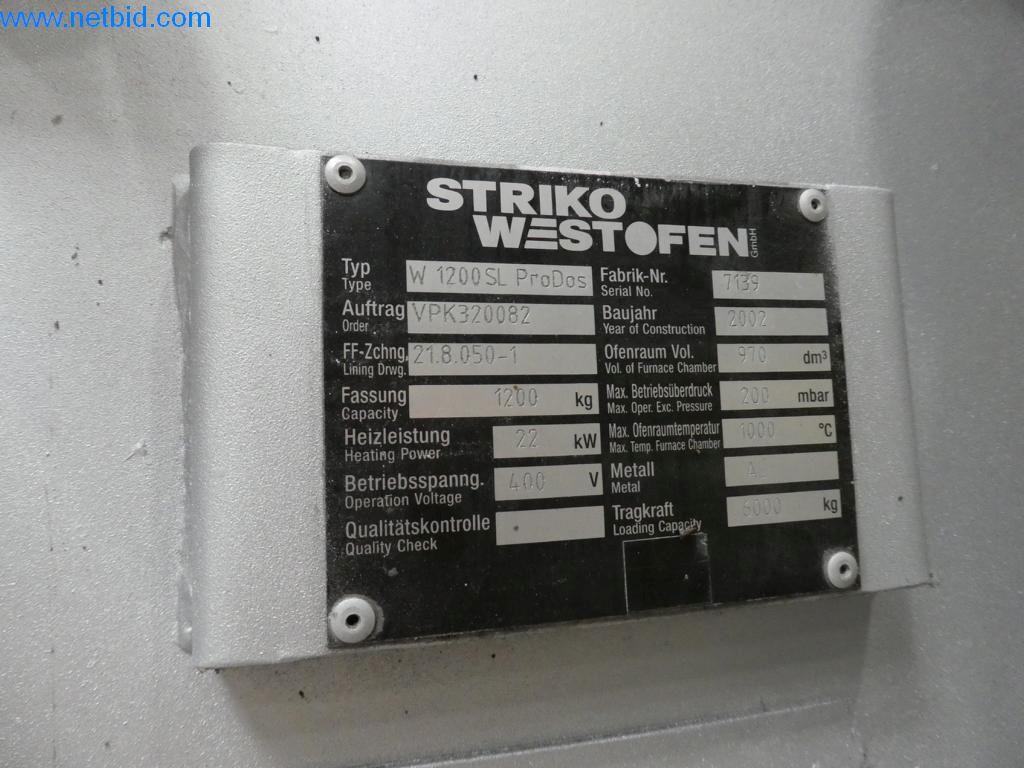 www.netbid.com
STRIKO
WESTOFEN GmbH
Typ W 1200SL ProDos
Type
Auftrag VPK320082
Order
FF-Zchng. 21.8.050-1
Lining Drwg.
Fassung 1200 kg
Capacity
Heizleistung 22 kW
Heating Power
Betriebsspanng. 400 V
Operation Voltage
Qualitätskontrolle
Quality Check
Fabrik-Nr. 7139
Serial No.
Baujahr 2002
Year of Construction
Ofenraum Vol. 970 dm³
Vol. of Furnace Chamber
Max. Betriebsüberdruck 200 mbar
Max. Oper. Exc. Pressure
Max. Ofenraumtemperatur 1000 °C
Max. Temp. Furnace Chamber
Metall
Metal
Tragkraft 6000 kg
Loading Capacity